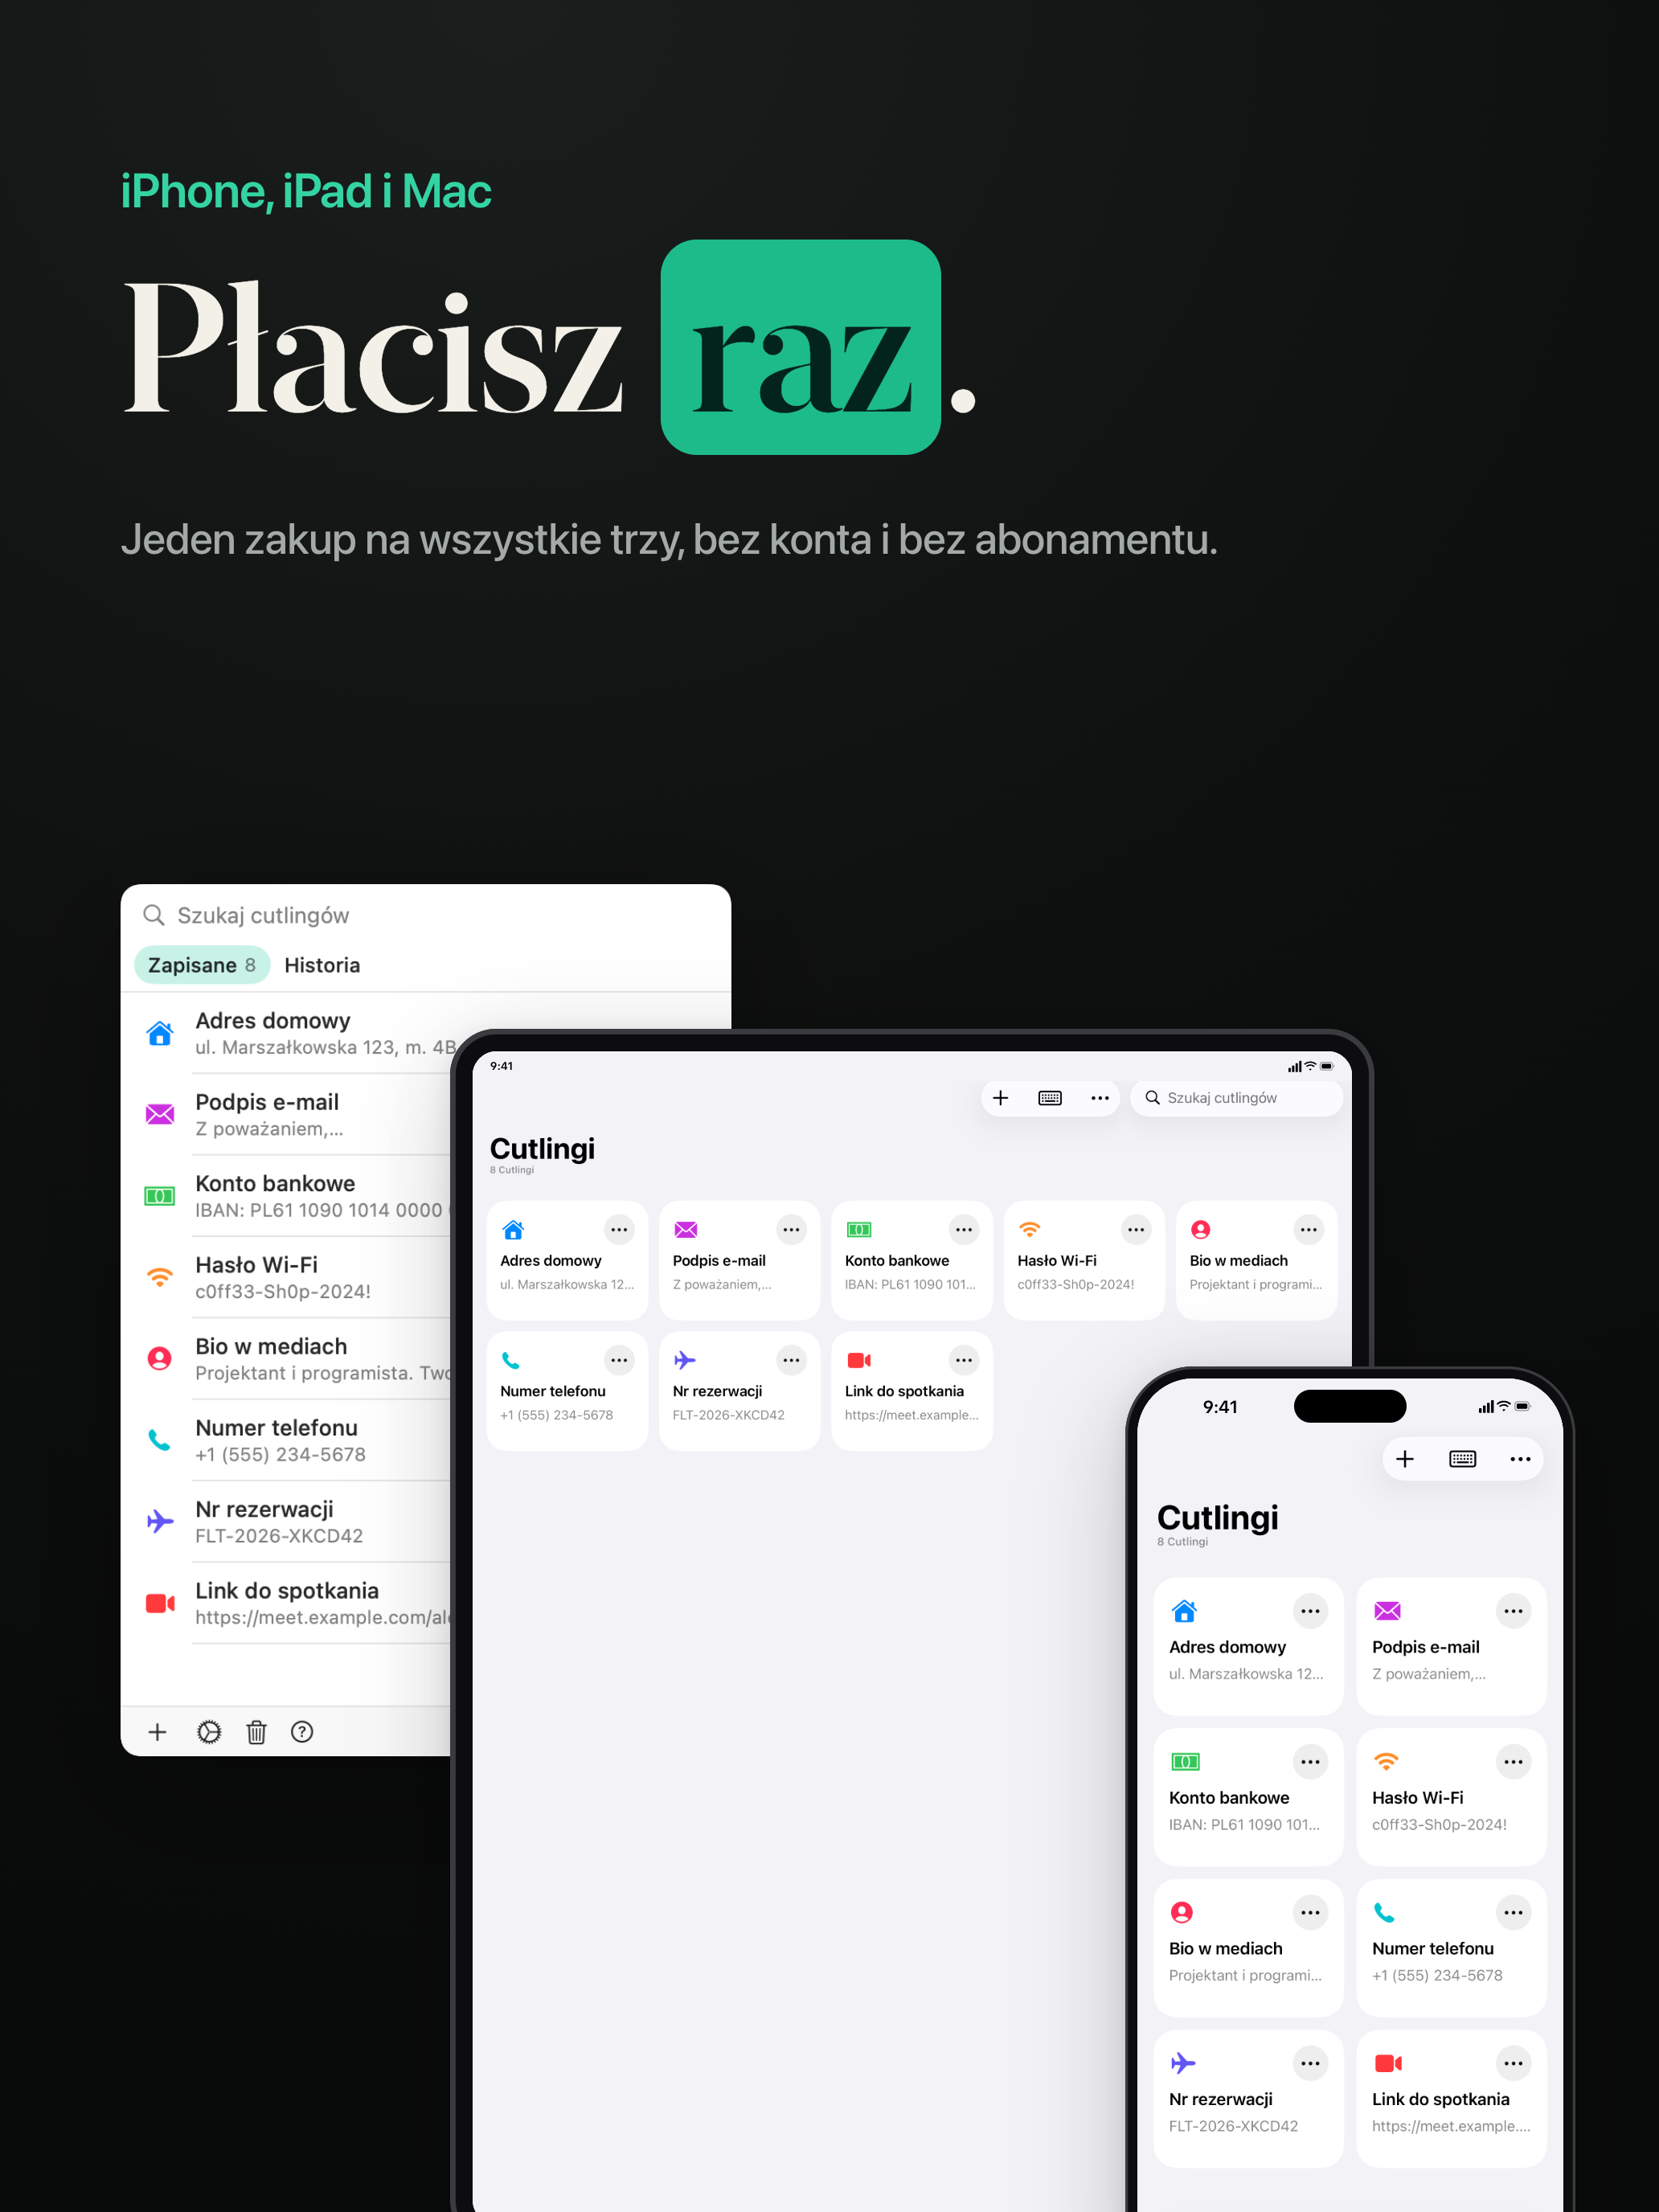 iPhone, iPad i Mac
Płacisz raz.
Jeden zakup na wszystkie trzy, bez konta i bez abonamentu.
Szukaj cutlingów
Zapisane 8 Historia
Adres domowy
ul. Marszałkowska 123, m. 4B
Podpis e-mail
Z poważaniem,...
Konto bankowe
IBAN: PL61 1090 1014 0000
Hasło Wi-Fi
c0ff33-Sh0p-2024!
Bio w mediach
Projektant i programista. Two
Numer telefonu
+1 (555) 234-5678
Nr rezerwacji
FLT-2026-XKCD42
Link do spotkania
https://meet.example.com/al
9:41
Szukaj cutlingów
Cutlingi
8 Cutlingi
Adres domowy
ul. Marszałkowska 12...
Podpis e-mail
Z poważaniem,...
Konto bankowe
IBAN: PL61 1090 101...
Hasło Wi-Fi
c0ff33-Sh0p-2024!
Bio w mediach
Projektant i programi...
Numer telefonu
+1 (555) 234-5678
Nr rezerwacji
FLT-2026-XKCD42
Link do spotkania
https://meet.example...
9:41
Cutlingi
8 Cutlingi
Adres domowy
ul. Marszałkowska 12...
Podpis e-mail
Z poważaniem,...
Konto bankowe
IBAN: PL61 1090 101...
Hasło Wi-Fi
c0ff33-Sh0p-2024!
Bio w mediach
Projektant i programi...
Numer telefonu
+1 (555) 234-5678
Nr rezerwacji
FLT-2026-XKCD42
Link do spotkania
https://meet.example....